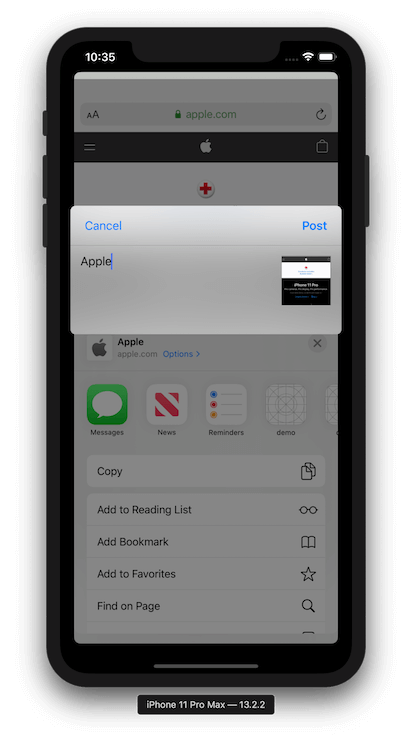 10:35
AA
apple.com
Cancel
Post
Apple
iPhone 11 Pro
Apple
apple.com Options >
Messages
News
Reminders
demo
Copy
Add to Reading List
Add Bookmark
Add to Favorites
Find on Page
iPhone 11 Pro Max — 13.2.2